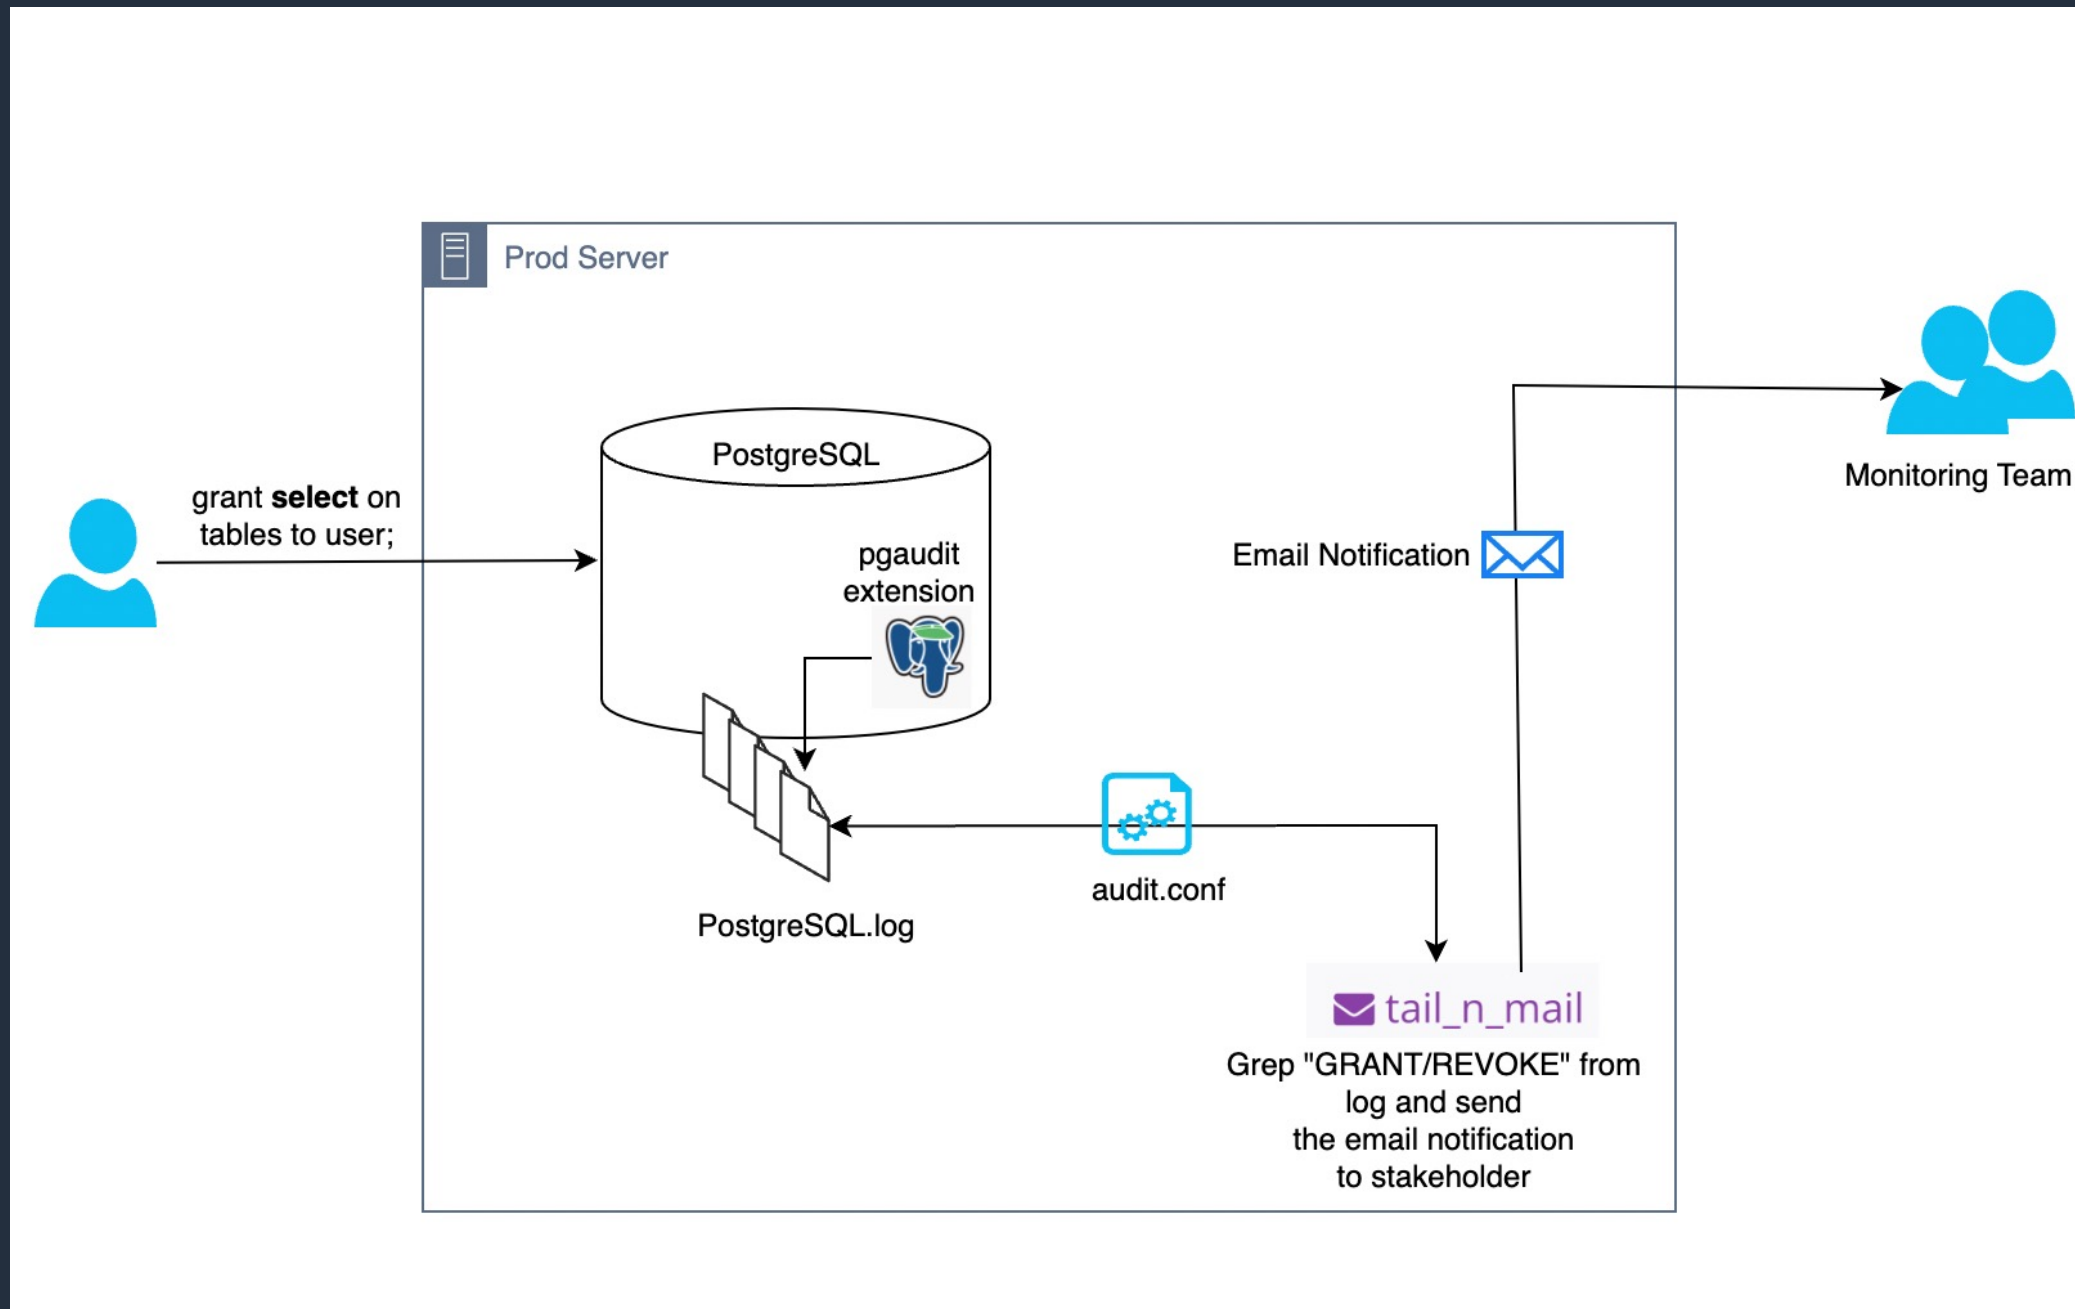 Prod Server
PostgreSQL
grant select on
tables to user;
pgaudit
extension
Email Notification
Monitoring Team
audit.conf
PostgreSQL.log
tail_n_mail
Grep "GRANT/REVOKE" from
log and send
the email notification
to stakeholder